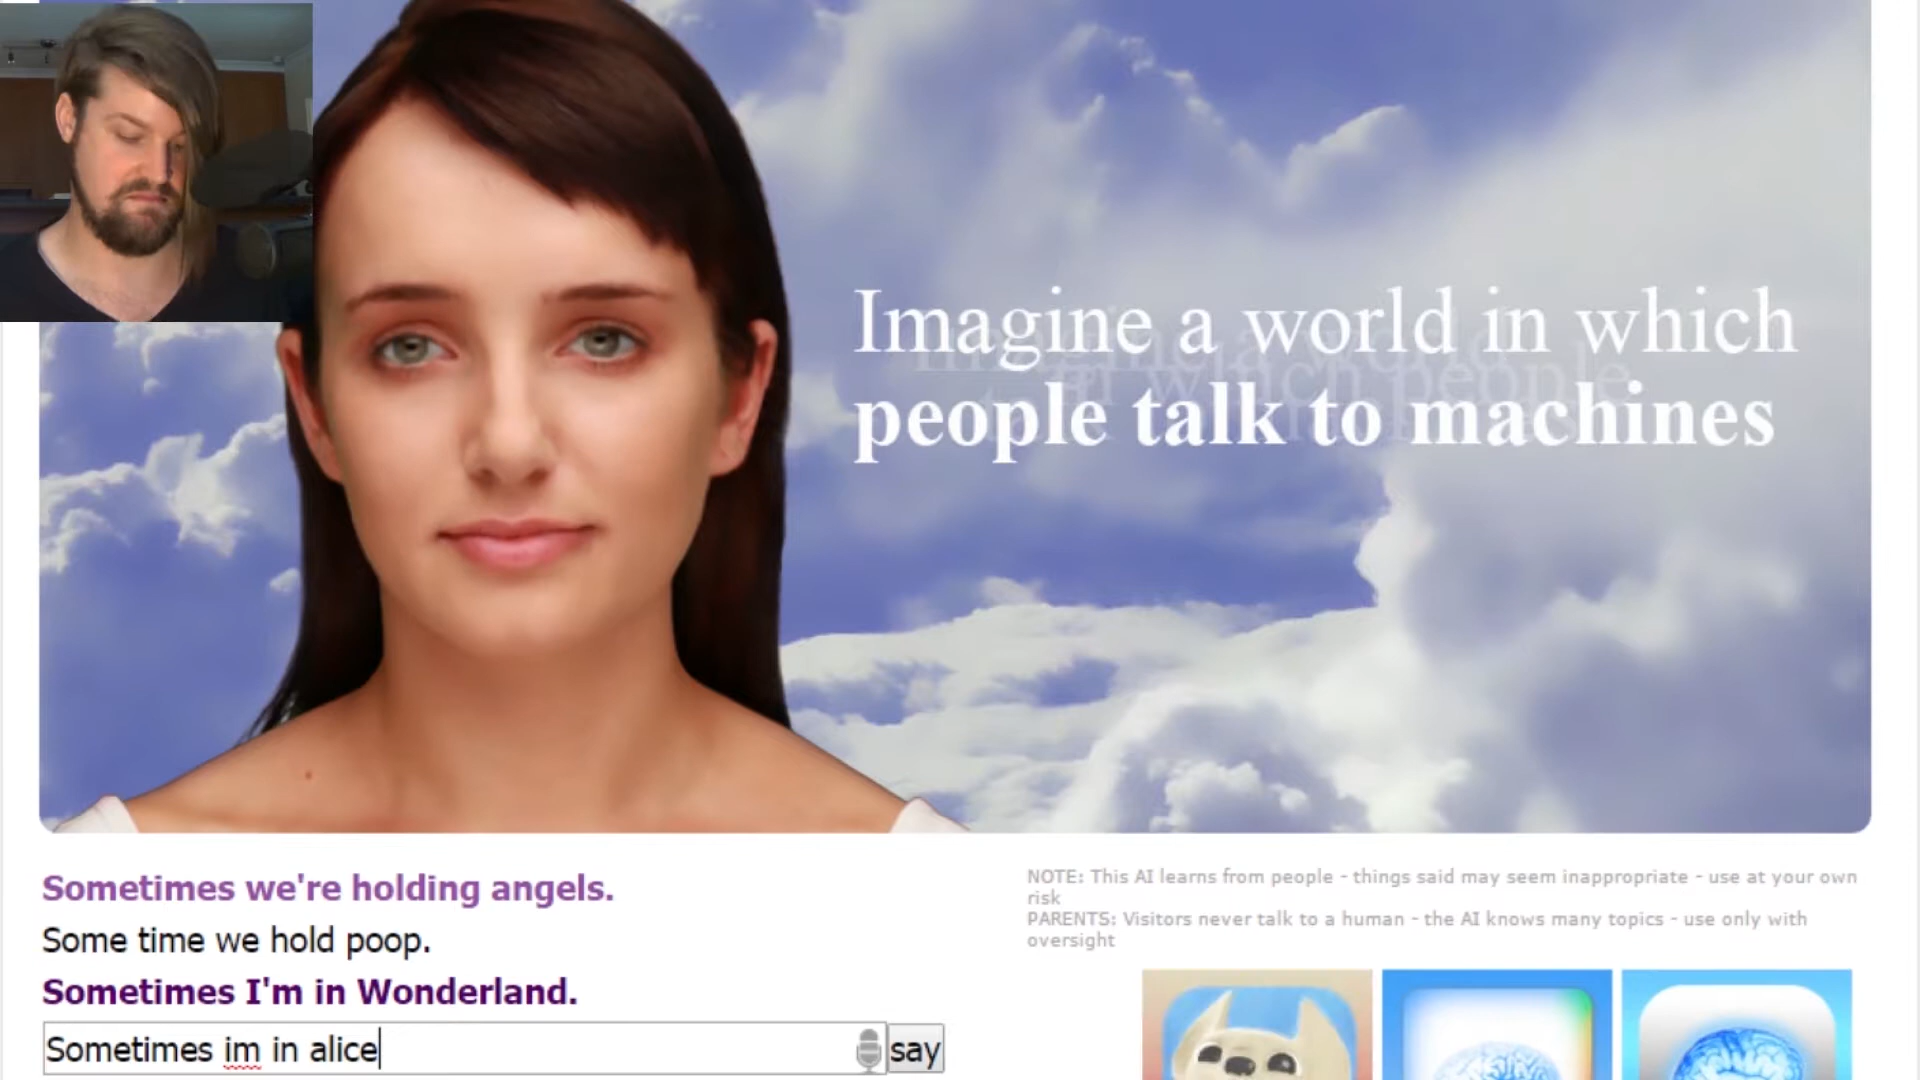 Imagine a world in which
people talk to machines
Sometimes we're holding angels.
Some time we hold poop.
Sometimes I'm in Wonderland.
Sometimes im in alice
say
NOTE: This AI learns from people - things said may seem inappropriate - use at your own
risk
PARENTS: Visitors never talk to a human - the AI knows many topics - use only with
oversight